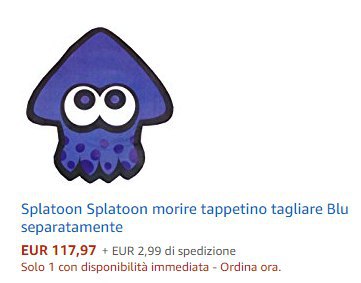 Splatoon Splatoon morire tappetino tagliare Blu
separatamente
EUR 117,97 + EUR 2,99 di spedizione
Solo 1 con disponibilità immediata - Ordina ora.